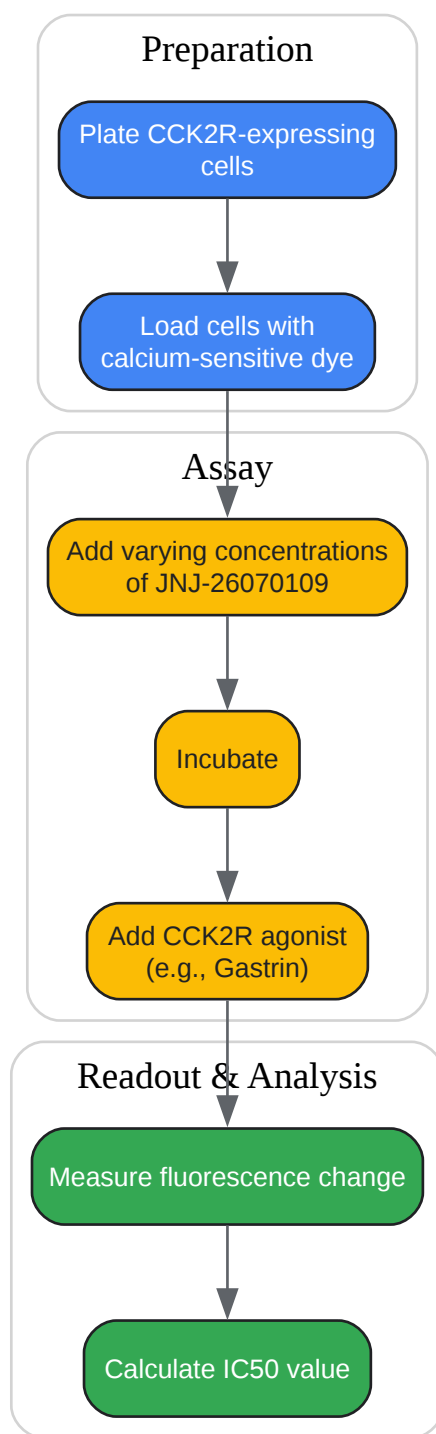 Preparation
Plate CCK2R-expressing
cells
Load cells with
calcium-sensitive dye
Assay
Add varying concentrations
of JNJ-26070109
Incubate
Add CCK2R agonist
(e.g., Gastrin)
Readout & Analysis
Measure fluorescence change
Calculate IC50 value